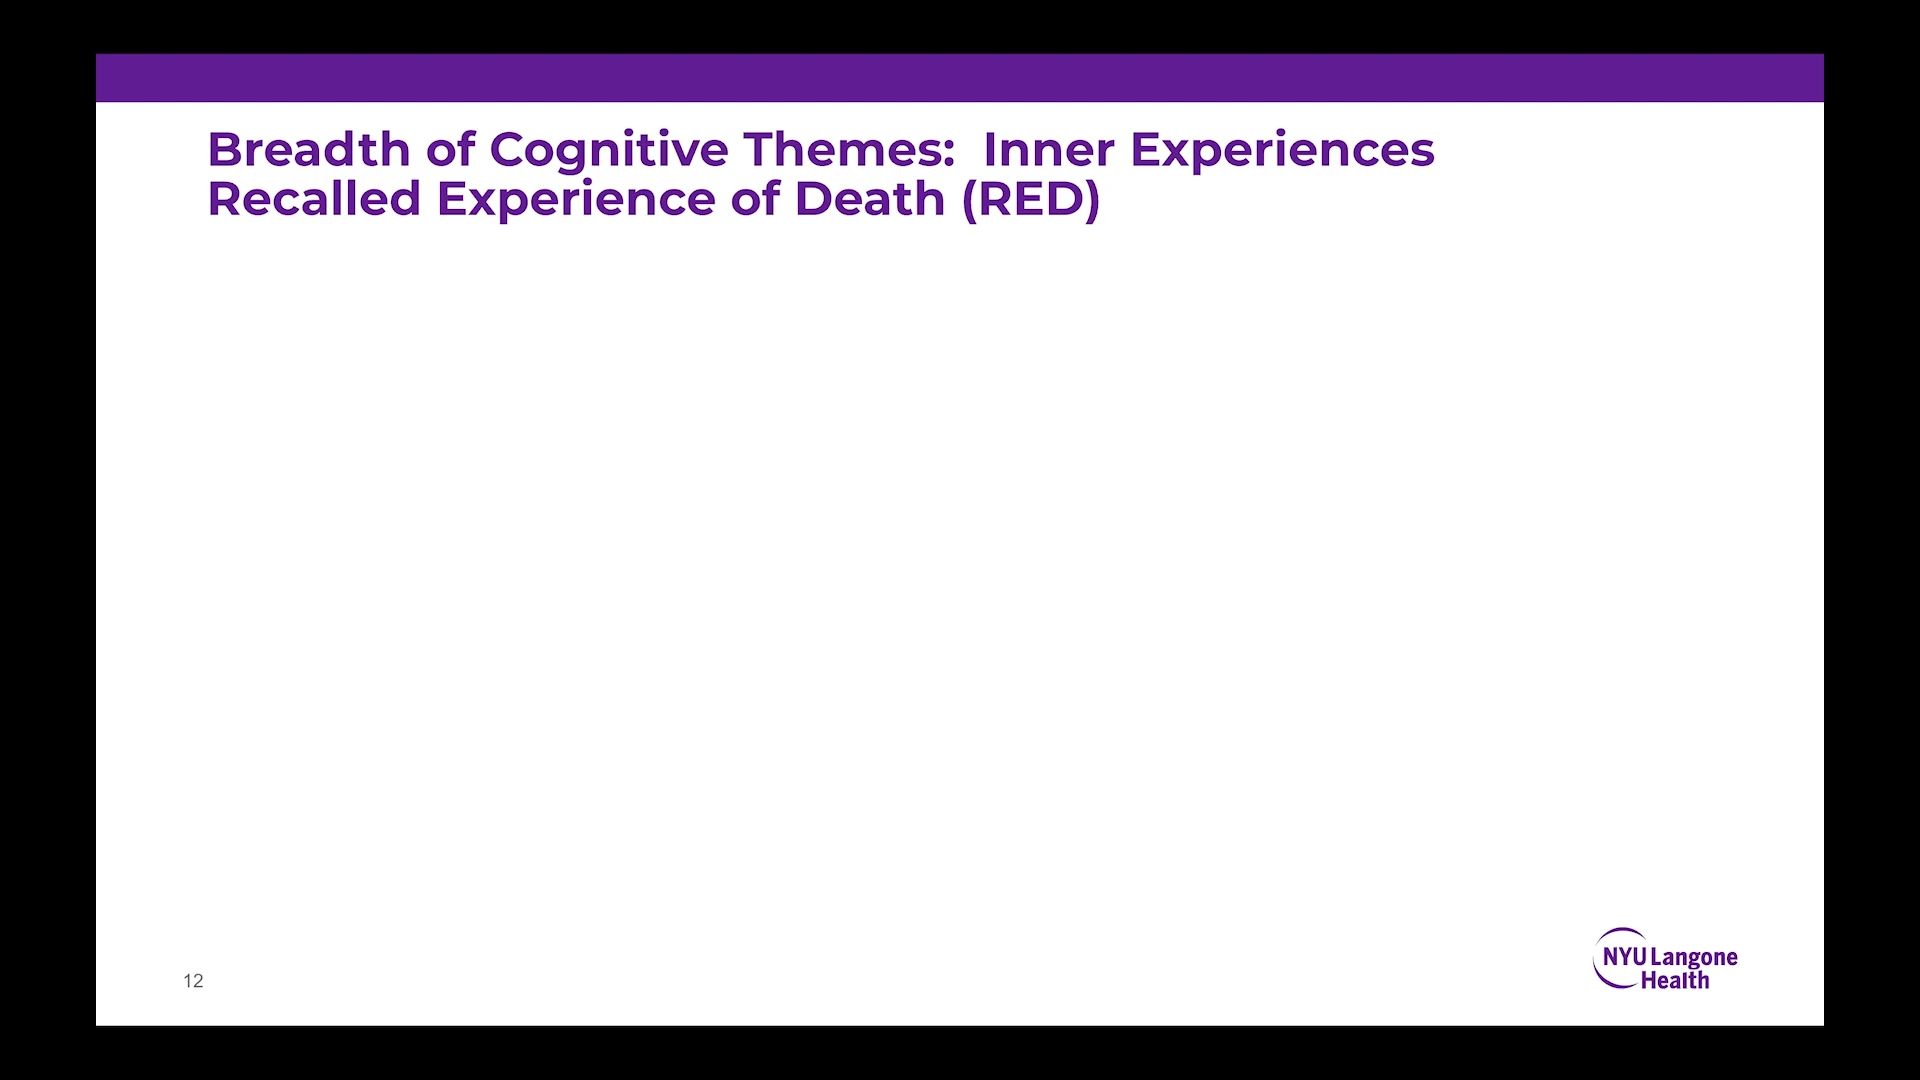 Breadth of Cognitive Themes:  Inner Experiences
Recalled Experience of Death (RED)
12
NYU Langone
Health